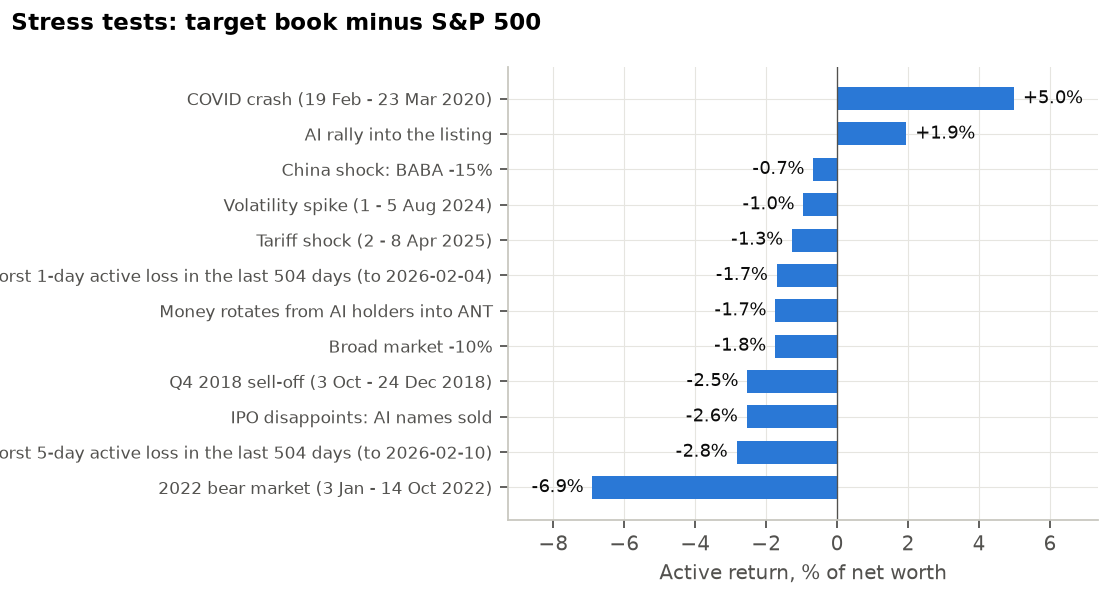 Stress tests: target book minus S&P 500
COVID crash (19 Feb - 23 Mar 2020)
+5.0%
AI rally into the listing
+1.9%
China shock: BABA -15%
-0.7%
Volatility spike (1 - 5 Aug 2024)
-1.0%
Tariff shock (2 - 8 Apr 2025)
-1.3%
orst 1-day active loss in the last 504 days (to 2026-02-04)
-1.7%
Money rotates from AI holders into ANT
-1.7%
Broad market -10%
-1.8%
Q4 2018 sell-off (3 Oct - 24 Dec 2018)
-2.5%
IPO disappoints: AI names sold
-2.6%
orst 5-day active loss in the last 504 days (to 2026-02-10)
-2.8%
2022 bear market (3 Jan - 14 Oct 2022)
-6.9%
−8 −6 −4 −2 0 2 4 6
Active return, % of net worth